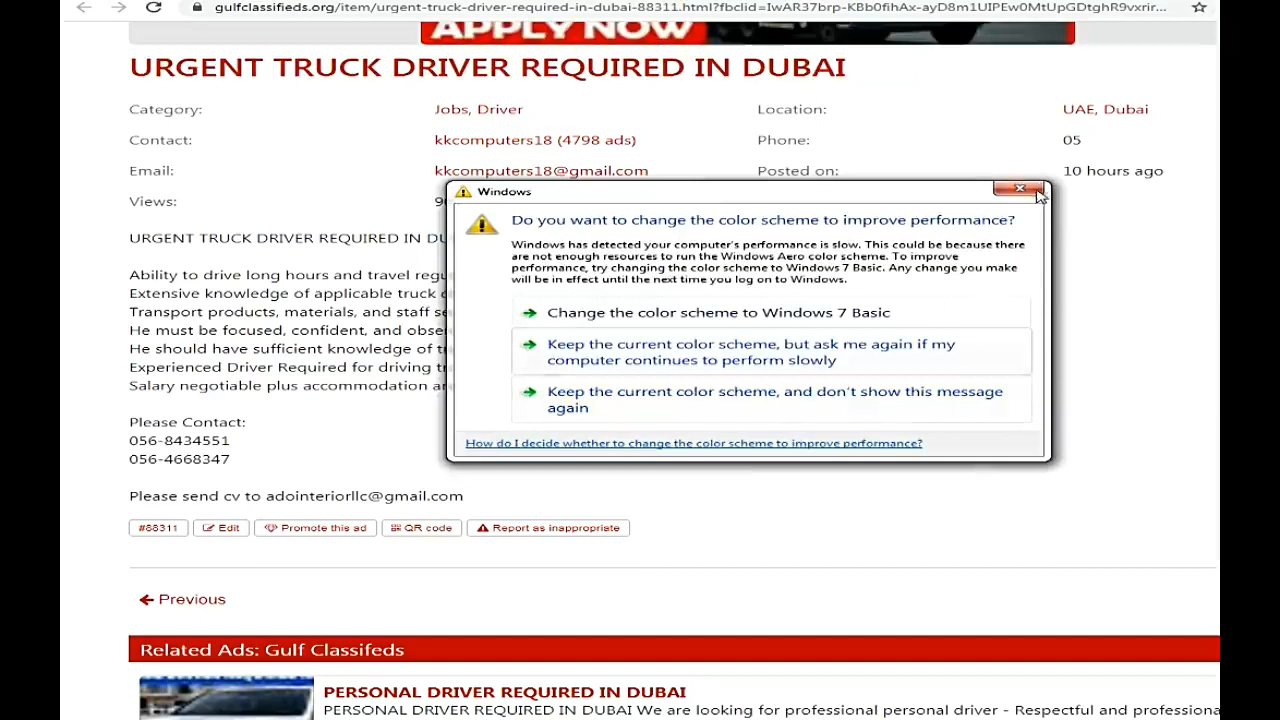 gulfclassifieds.org/item/urgent-truck-driver-required-in-dubai-88311.html?fbclid=IwAR37brp-KBb0fihAx-ayD8m1UIPEw0MtUpGDtghR9vxrir...
APPLY NOW
URGENT TRUCK DRIVER REQUIRED IN DUBAI
Category: Jobs, Driver Location: UAE, Dubai
Contact: kkcomputers18 (4798 ads) Phone: 05
Email: kkcomputers18@gmail.com Posted on: 10 hours ago
Views:
URGENT TRUCK DRIVER REQUIRED IN
Ability to drive long hours and travel
Extensive knowledge of applicable truck
Transport products, materials, and staff
He must be focused, confident, and
He should have sufficient knowledge of
Experienced Driver Required for driving
Salary negotiable plus accommodation
Please Contact:
056-8434551
056-4668347
Please send cv to adointeriorllc@gmail.com
#88311 Edit Promote this ad QR code Report as inappropriate
Previous
Related Ads: Gulf Classifeds
PERSONAL DRIVER REQUIRED IN DUBAI
PERSONAL DRIVER REQUIRED IN DUBAI We are looking for professional personal driver - Respectful and professiona
Windows
Do you want to change the color scheme to improve performance?
Windows has detected your computer's performance is slow. This could be because there
are not enough resources to run the Windows Aero color scheme. To improve
performance, try changing the color scheme to Windows 7 Basic. Any change you make
will be in effect until the next time you log on to Windows.
Change the color scheme to Windows 7 Basic
Keep the current color scheme, but ask me again if my
computer continues to perform slowly
Keep the current color scheme, and don't show this message
again
How do I decide whether to change the color scheme to improve performance?